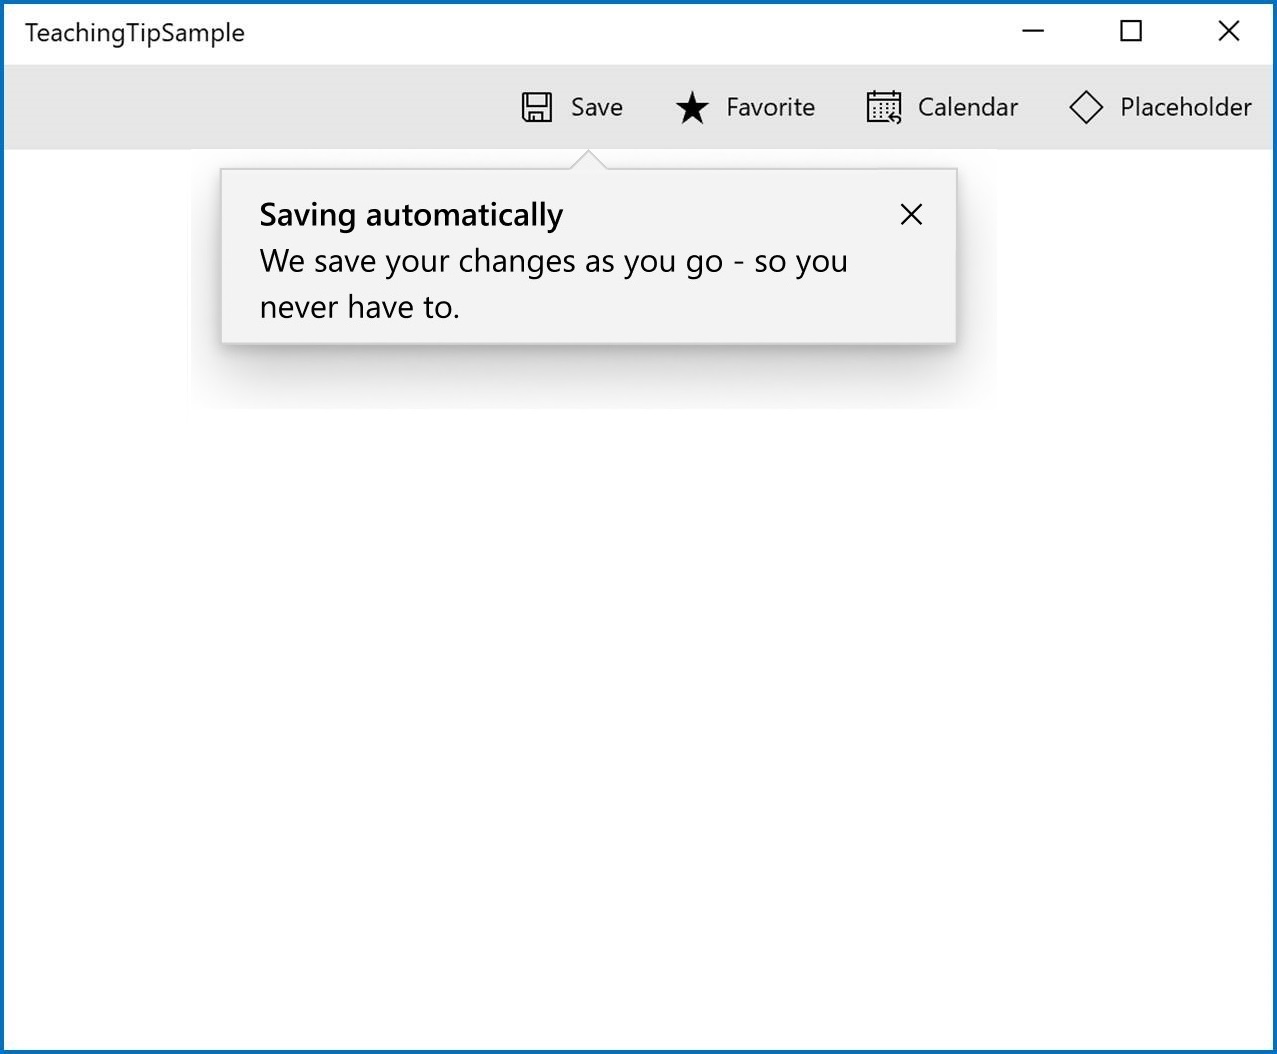 TeachingTipSample
Save Favorite Calendar Placeholder
Saving automatically
We save your changes as you go - so you
never have to.